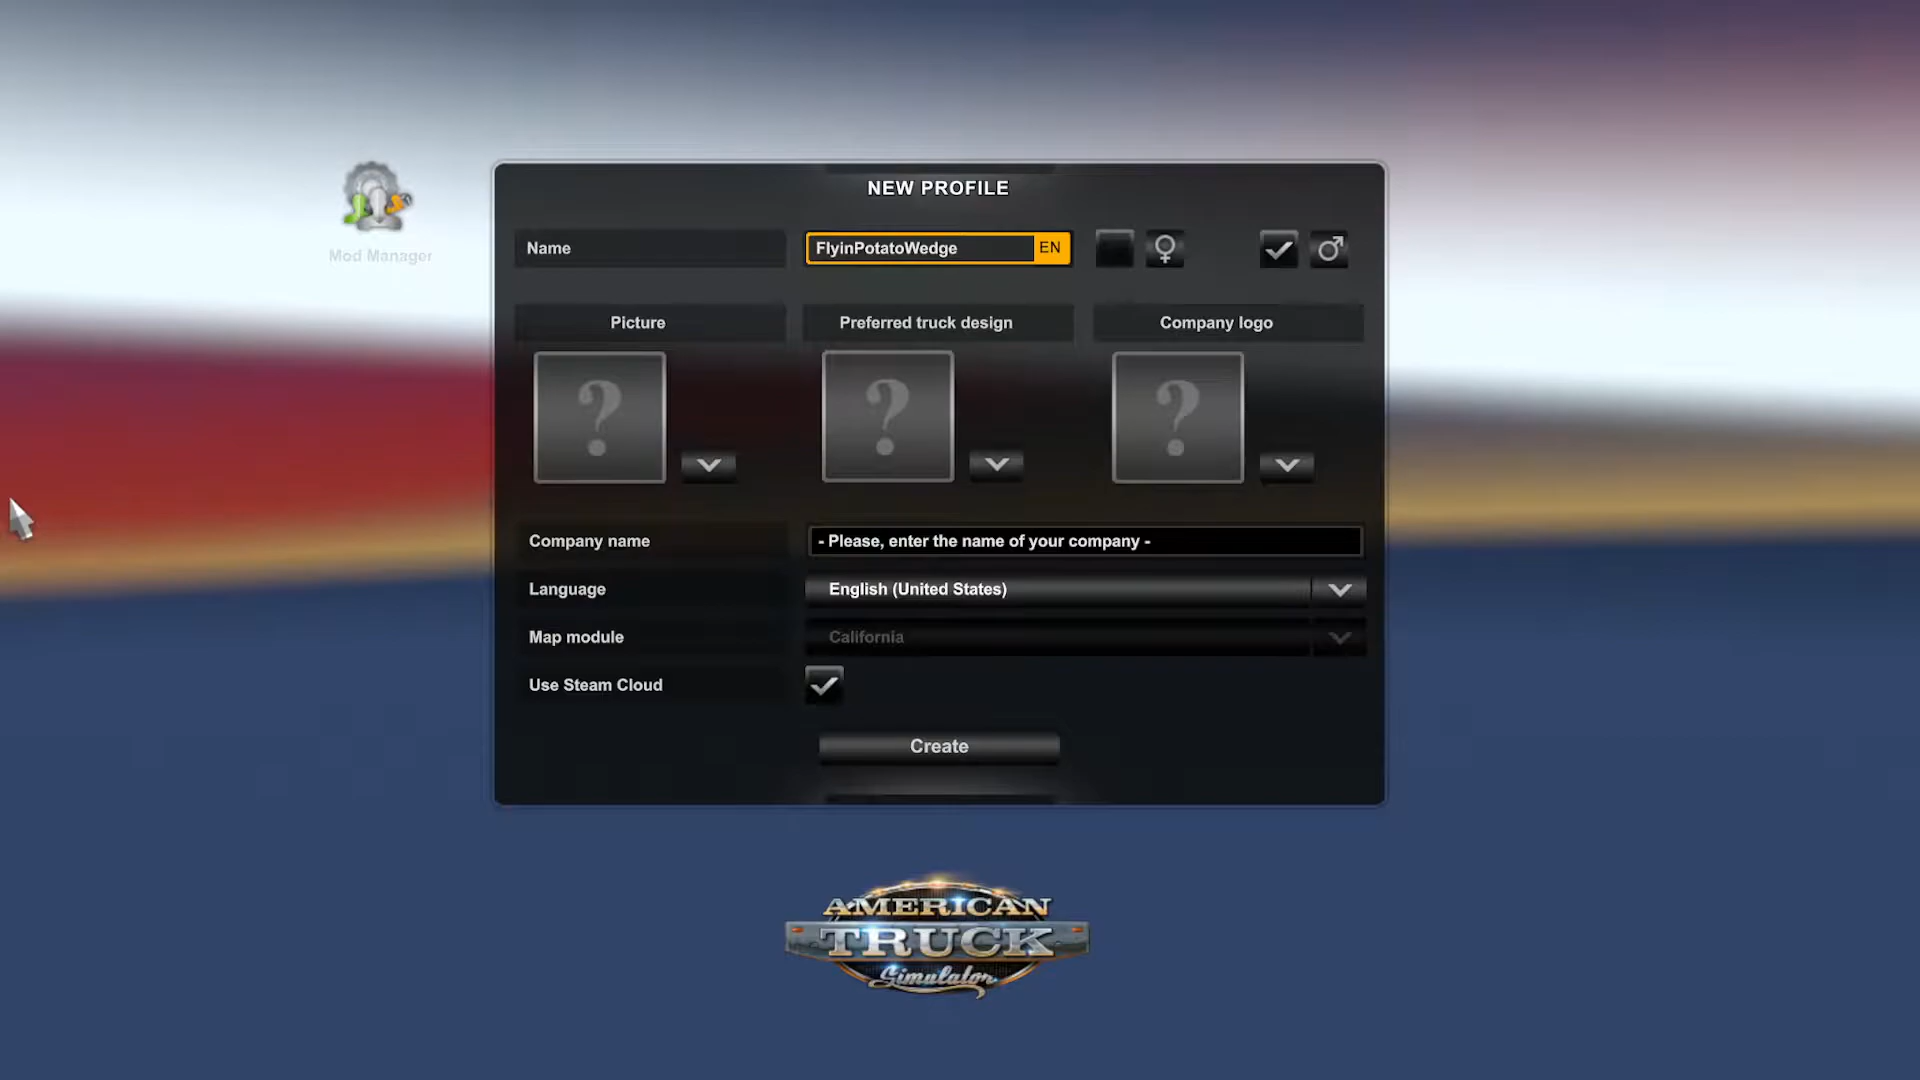 NEW PROFILE
Mod Manager
Name
FlyinPotatoWedge
EN
Picture
Preferred truck design
Company logo
?
?
?
Company name
- Please, enter the name of your company -
Language
English (United States)
Map module
California
Use Steam Cloud
Create
AMERICAN
TRUCK
Simulator